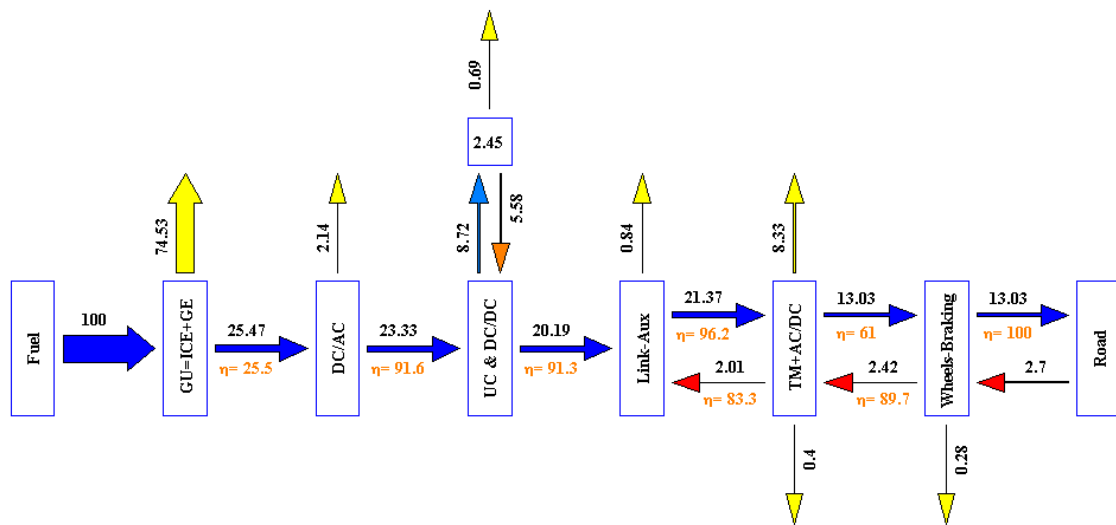 0.69
2.45
5.58
8.72
74.53
2.14
0.84
8.33
Fuel
100
GU=ICE+GE
25.47
η= 25.5
DC/AC
23.33
η= 91.6
UC & DC/DC
20.19
η= 91.3
Link-Aux
21.37
η= 96.2
2.01
η= 83.3
TM+AC/DC
13.03
η= 61
2.42
η= 89.7
Wheels-Braking
13.03
η= 100
2.7
Road
0.4
0.28